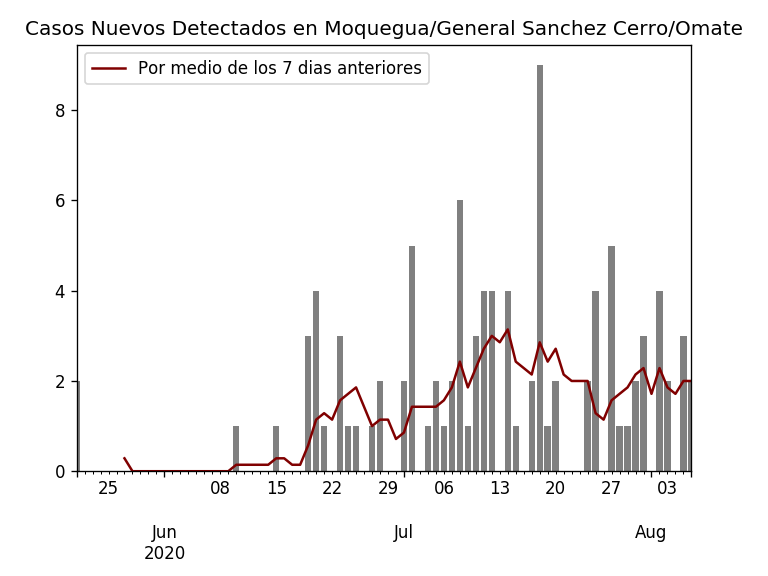 Casos Nuevos Detectados en Moquegua/General Sanchez Cerro/Omate
Por medio de los 7 dias anteriores
8
6
4
2
0
25 08 15 22 29 06 13 20 27 03
Jun Jul Aug
2020